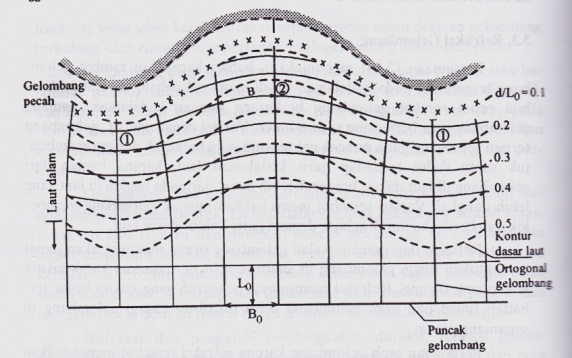 Gelombang
pecah
B
②
①
①
d/L₀ = 0.1
0.2
0.3
0.4
0.5
Laut dalam
Kontur
dasar laut
Ortogonal
gelombang
L₀
B₀
Puncak
gelombang